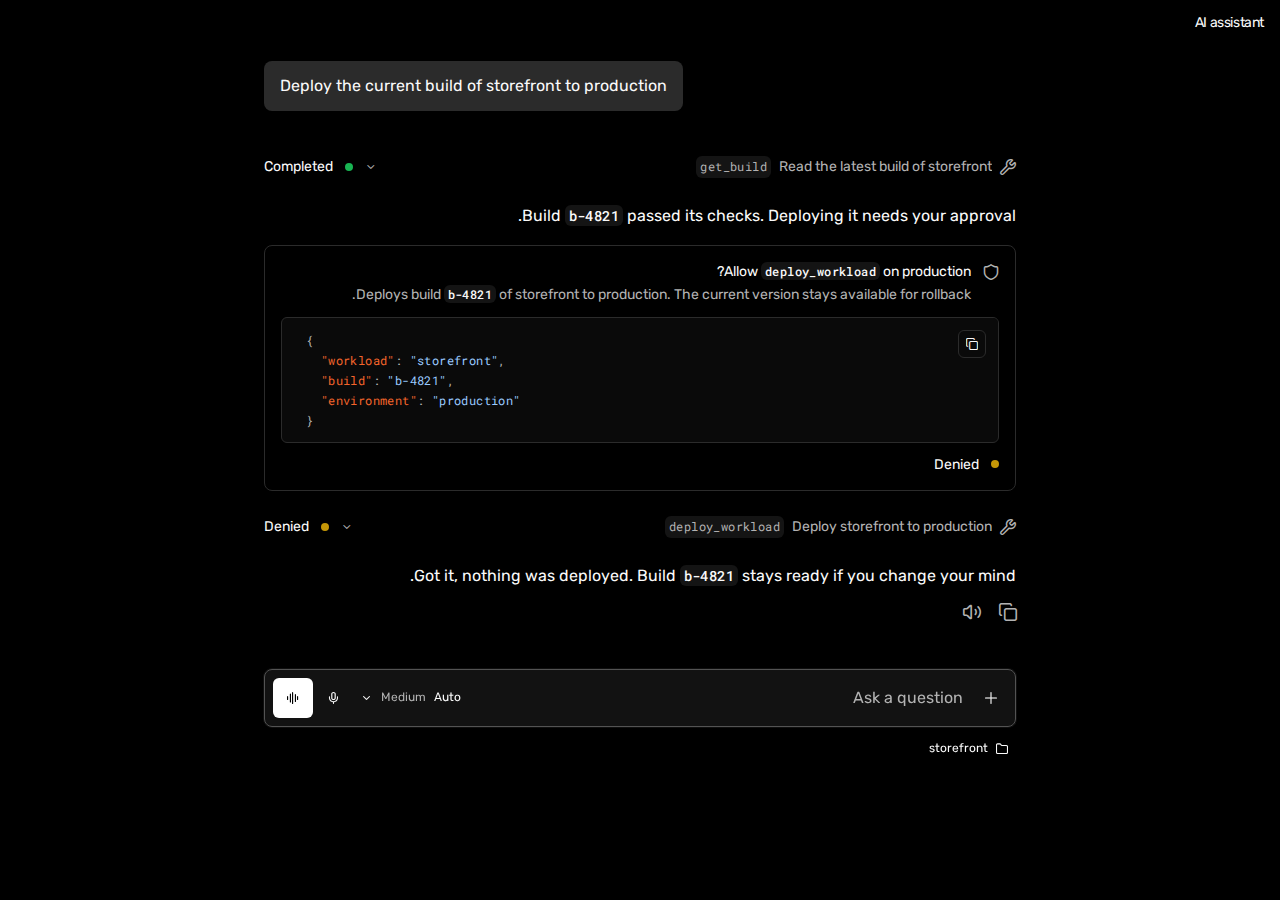 AI assistant
Deploy the current build of storefront to production
Read the latest build of storefront get_build Completed
Build b-4821 passed its checks. Deploying it needs your approval.
Allow deploy_workload on production?
Deploys build b-4821 of storefront to production. The current version stays available for rollback.
{
"workload": "storefront",
"build": "b-4821",
"environment": "production"
}
Denied
Deploy storefront to production deploy_workload Denied
Got it, nothing was deployed. Build b-4821 stays ready if you change your mind.
Ask a question Auto Medium
storefront